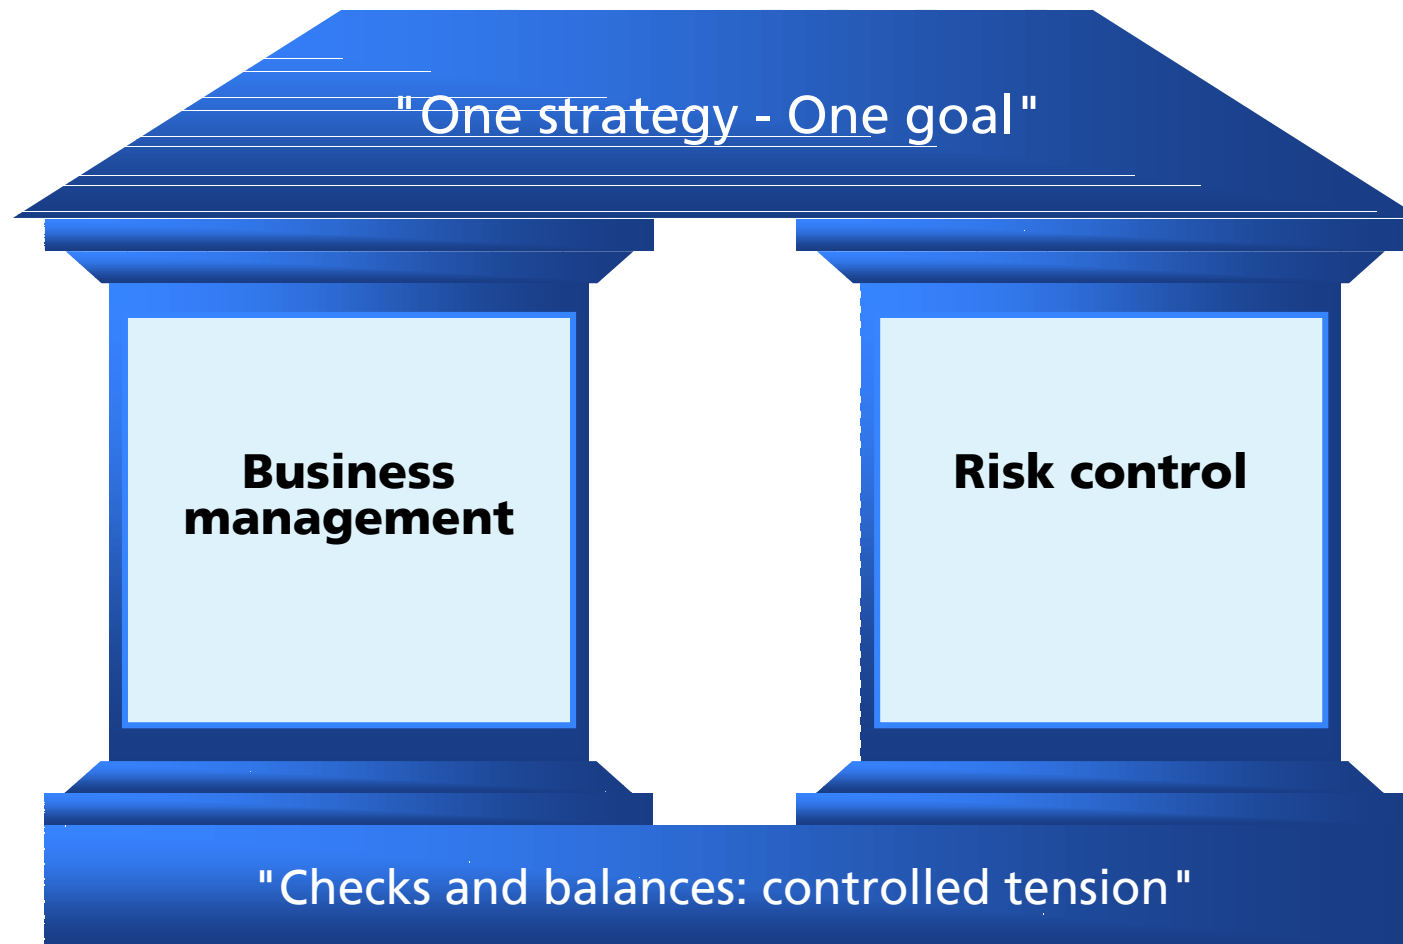 "One strategy - One goal"
Business
management
Risk control
"Checks and balances: controlled tension"